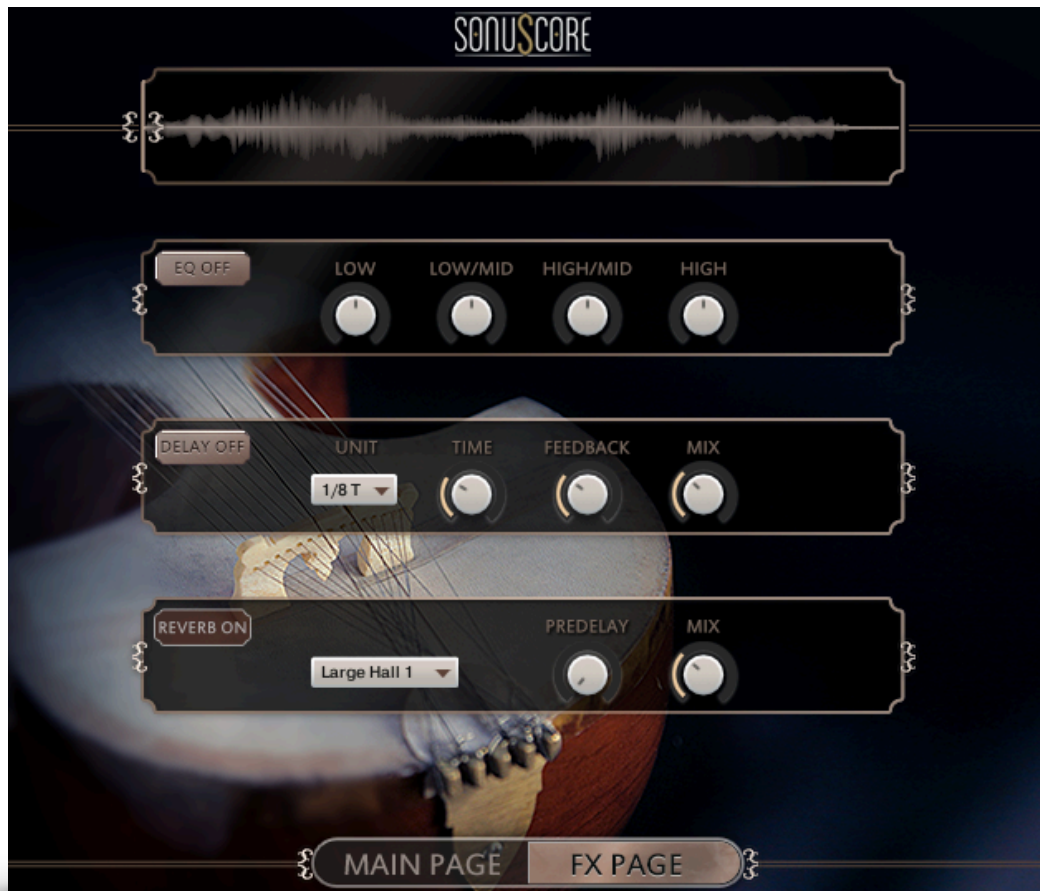 SONUSCORE
EQ OFF
LOW
LOW/MID
HIGH/MID
HIGH
DELAY OFF
UNIT
TIME
FEEDBACK
MIX
1/8 T
REVERB ON
PREDELAY
MIX
Large Hall 1
MAIN PAGE
FX PAGE